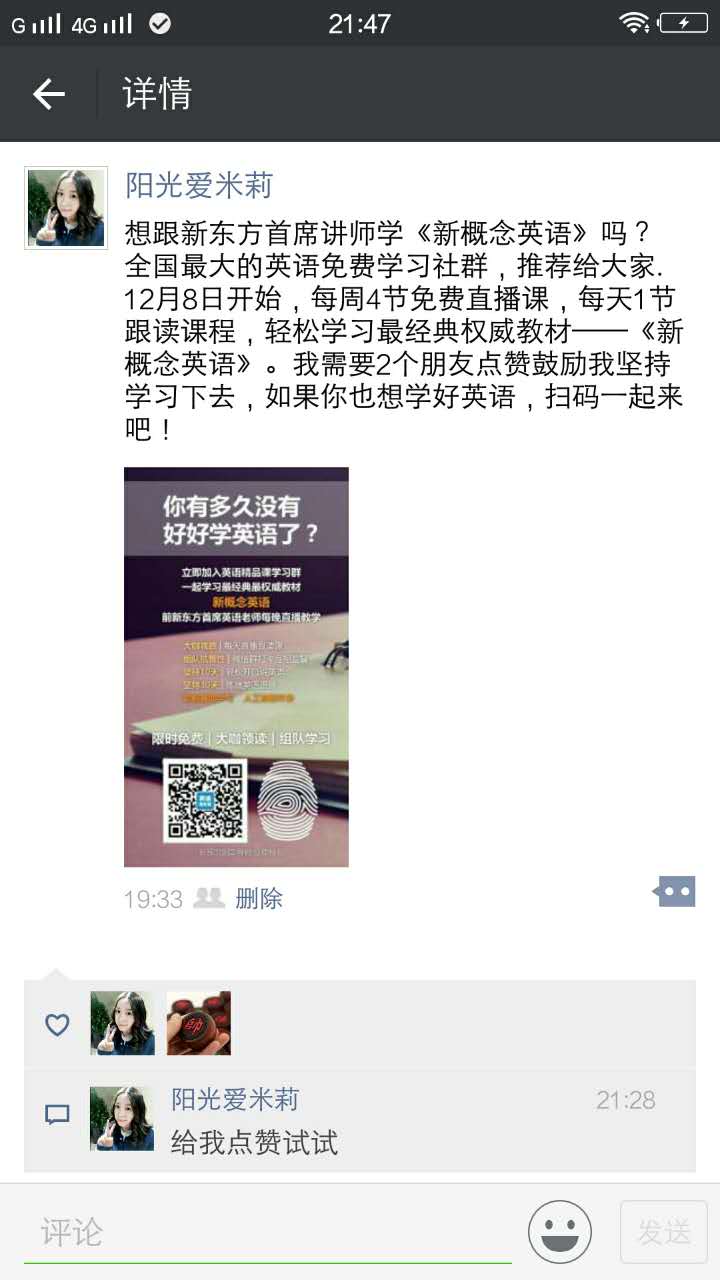 G 4G 21:47
详情
阳光爱米莉
想跟新东方首席讲师学《新概念英语》吗？
全国最大的英语免费学习社群，推荐给大家.
12月8日开始，每周4节免费直播课，每天1节
跟读课程，轻松学习最经典权威教材——《新
概念英语》。我需要2个朋友点赞鼓励我坚持
学习下去，如果你也想学好英语，扫码一起来
吧！
你有多久没有
好好学英语了？
立即加入英语精品课学习群
一起学习最经典最权威教材
新概念英语
前新东方首席英语老师每晚直播教学
限时免费 | 大咖领读 | 组队学习
19:33 删除
帅
阳光爱米莉 21:28
给我点赞试试
评论 发送